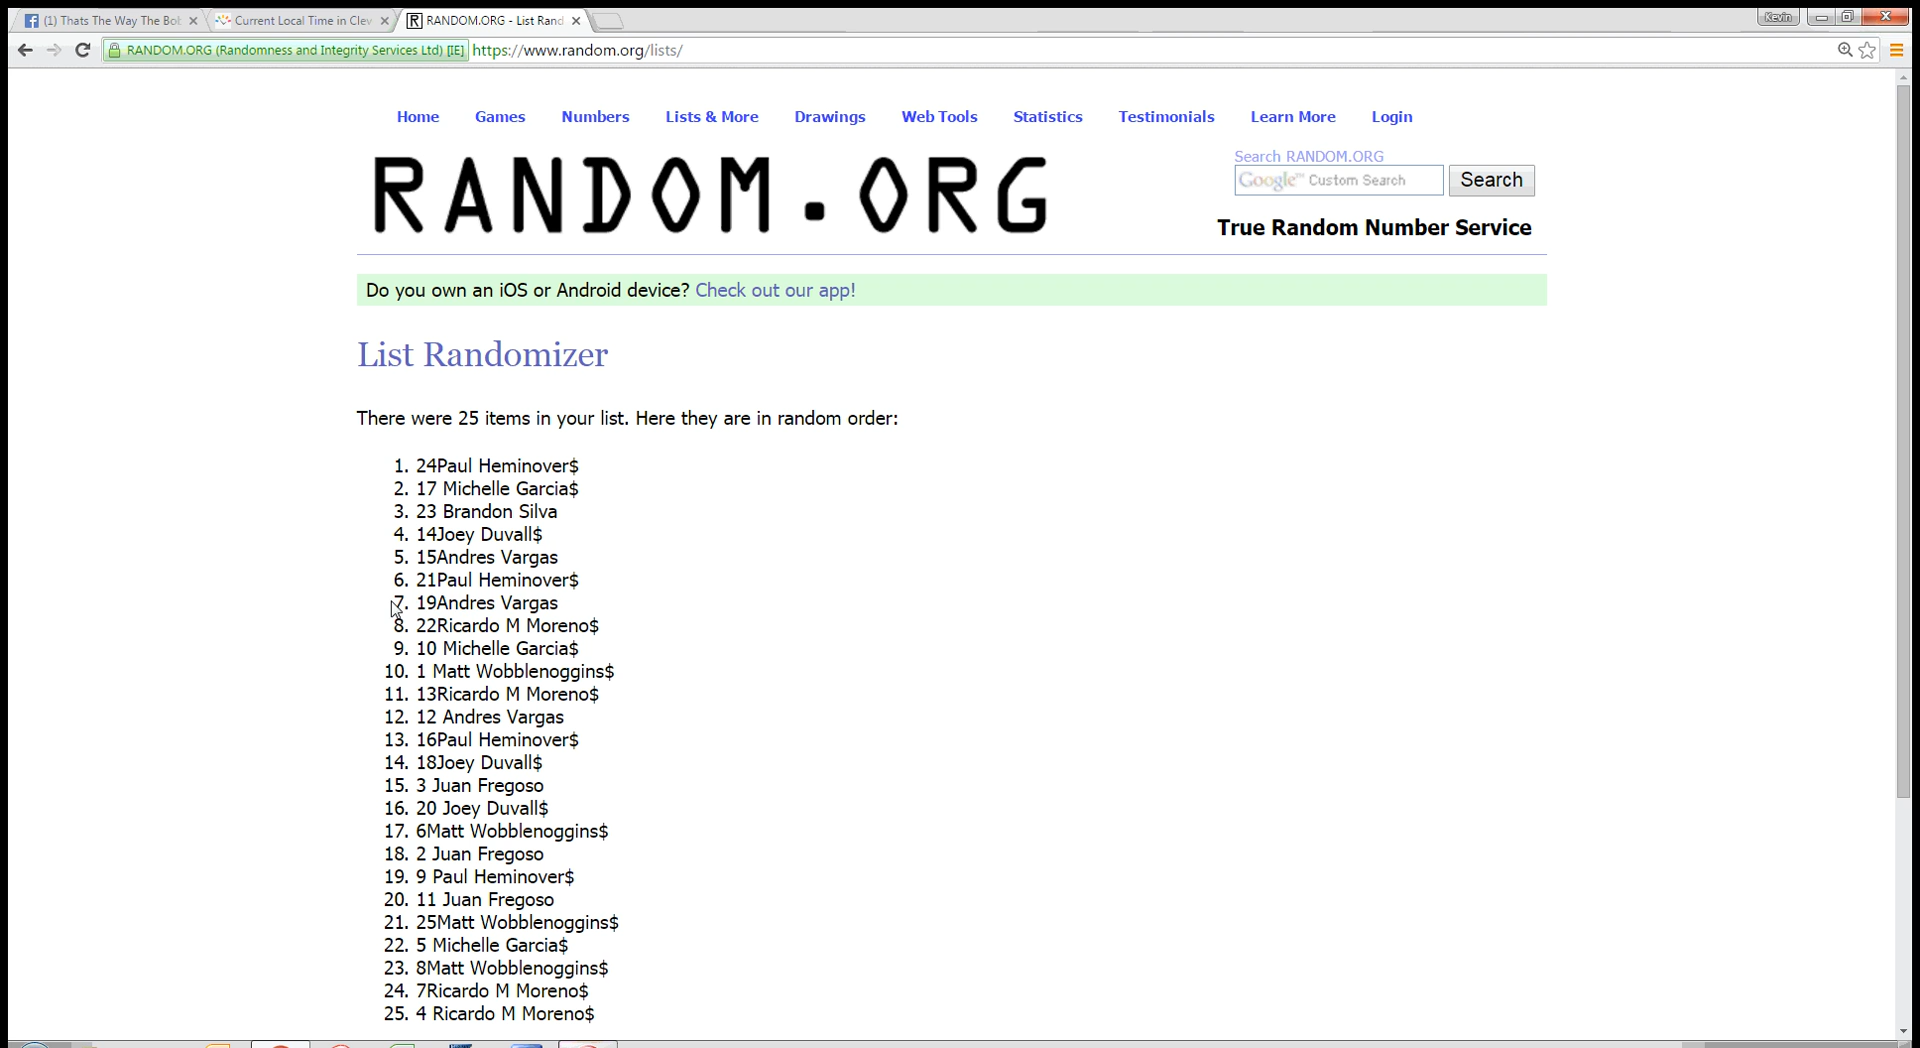 (1) Thats The Way The Bob
Current Local Time in Clev
RANDOM.ORG - List Rand
Kevin
RANDOM.ORG (Randomness and Integrity Services Ltd) [IE] https://www.random.org/lists/
Home Games Numbers Lists & More Drawings Web Tools Statistics Testimonials Learn More Login
RANDOM.ORG
Search RANDOM.ORG
Google™ Custom Search Search
True Random Number Service
Do you own an iOS or Android device? Check out our app!
List Randomizer
There were 25 items in your list. Here they are in random order:
1. 24Paul Heminover$
2. 17 Michelle Garcia$
3. 23 Brandon Silva
4. 14Joey Duvall$
5. 15Andres Vargas
6. 21Paul Heminover$
7. 19Andres Vargas
8. 22Ricardo M Moreno$
9. 10 Michelle Garcia$
10. 1 Matt Wobblenoggins$
11. 13Ricardo M Moreno$
12. 12 Andres Vargas
13. 16Paul Heminover$
14. 18Joey Duvall$
15. 3 Juan Fregoso
16. 20 Joey Duvall$
17. 6Matt Wobblenoggins$
18. 2 Juan Fregoso
19. 9 Paul Heminover$
20. 11 Juan Fregoso
21. 25Matt Wobblenoggins$
22. 5 Michelle Garcia$
23. 8Matt Wobblenoggins$
24. 7Ricardo M Moreno$
25. 4 Ricardo M Moreno$